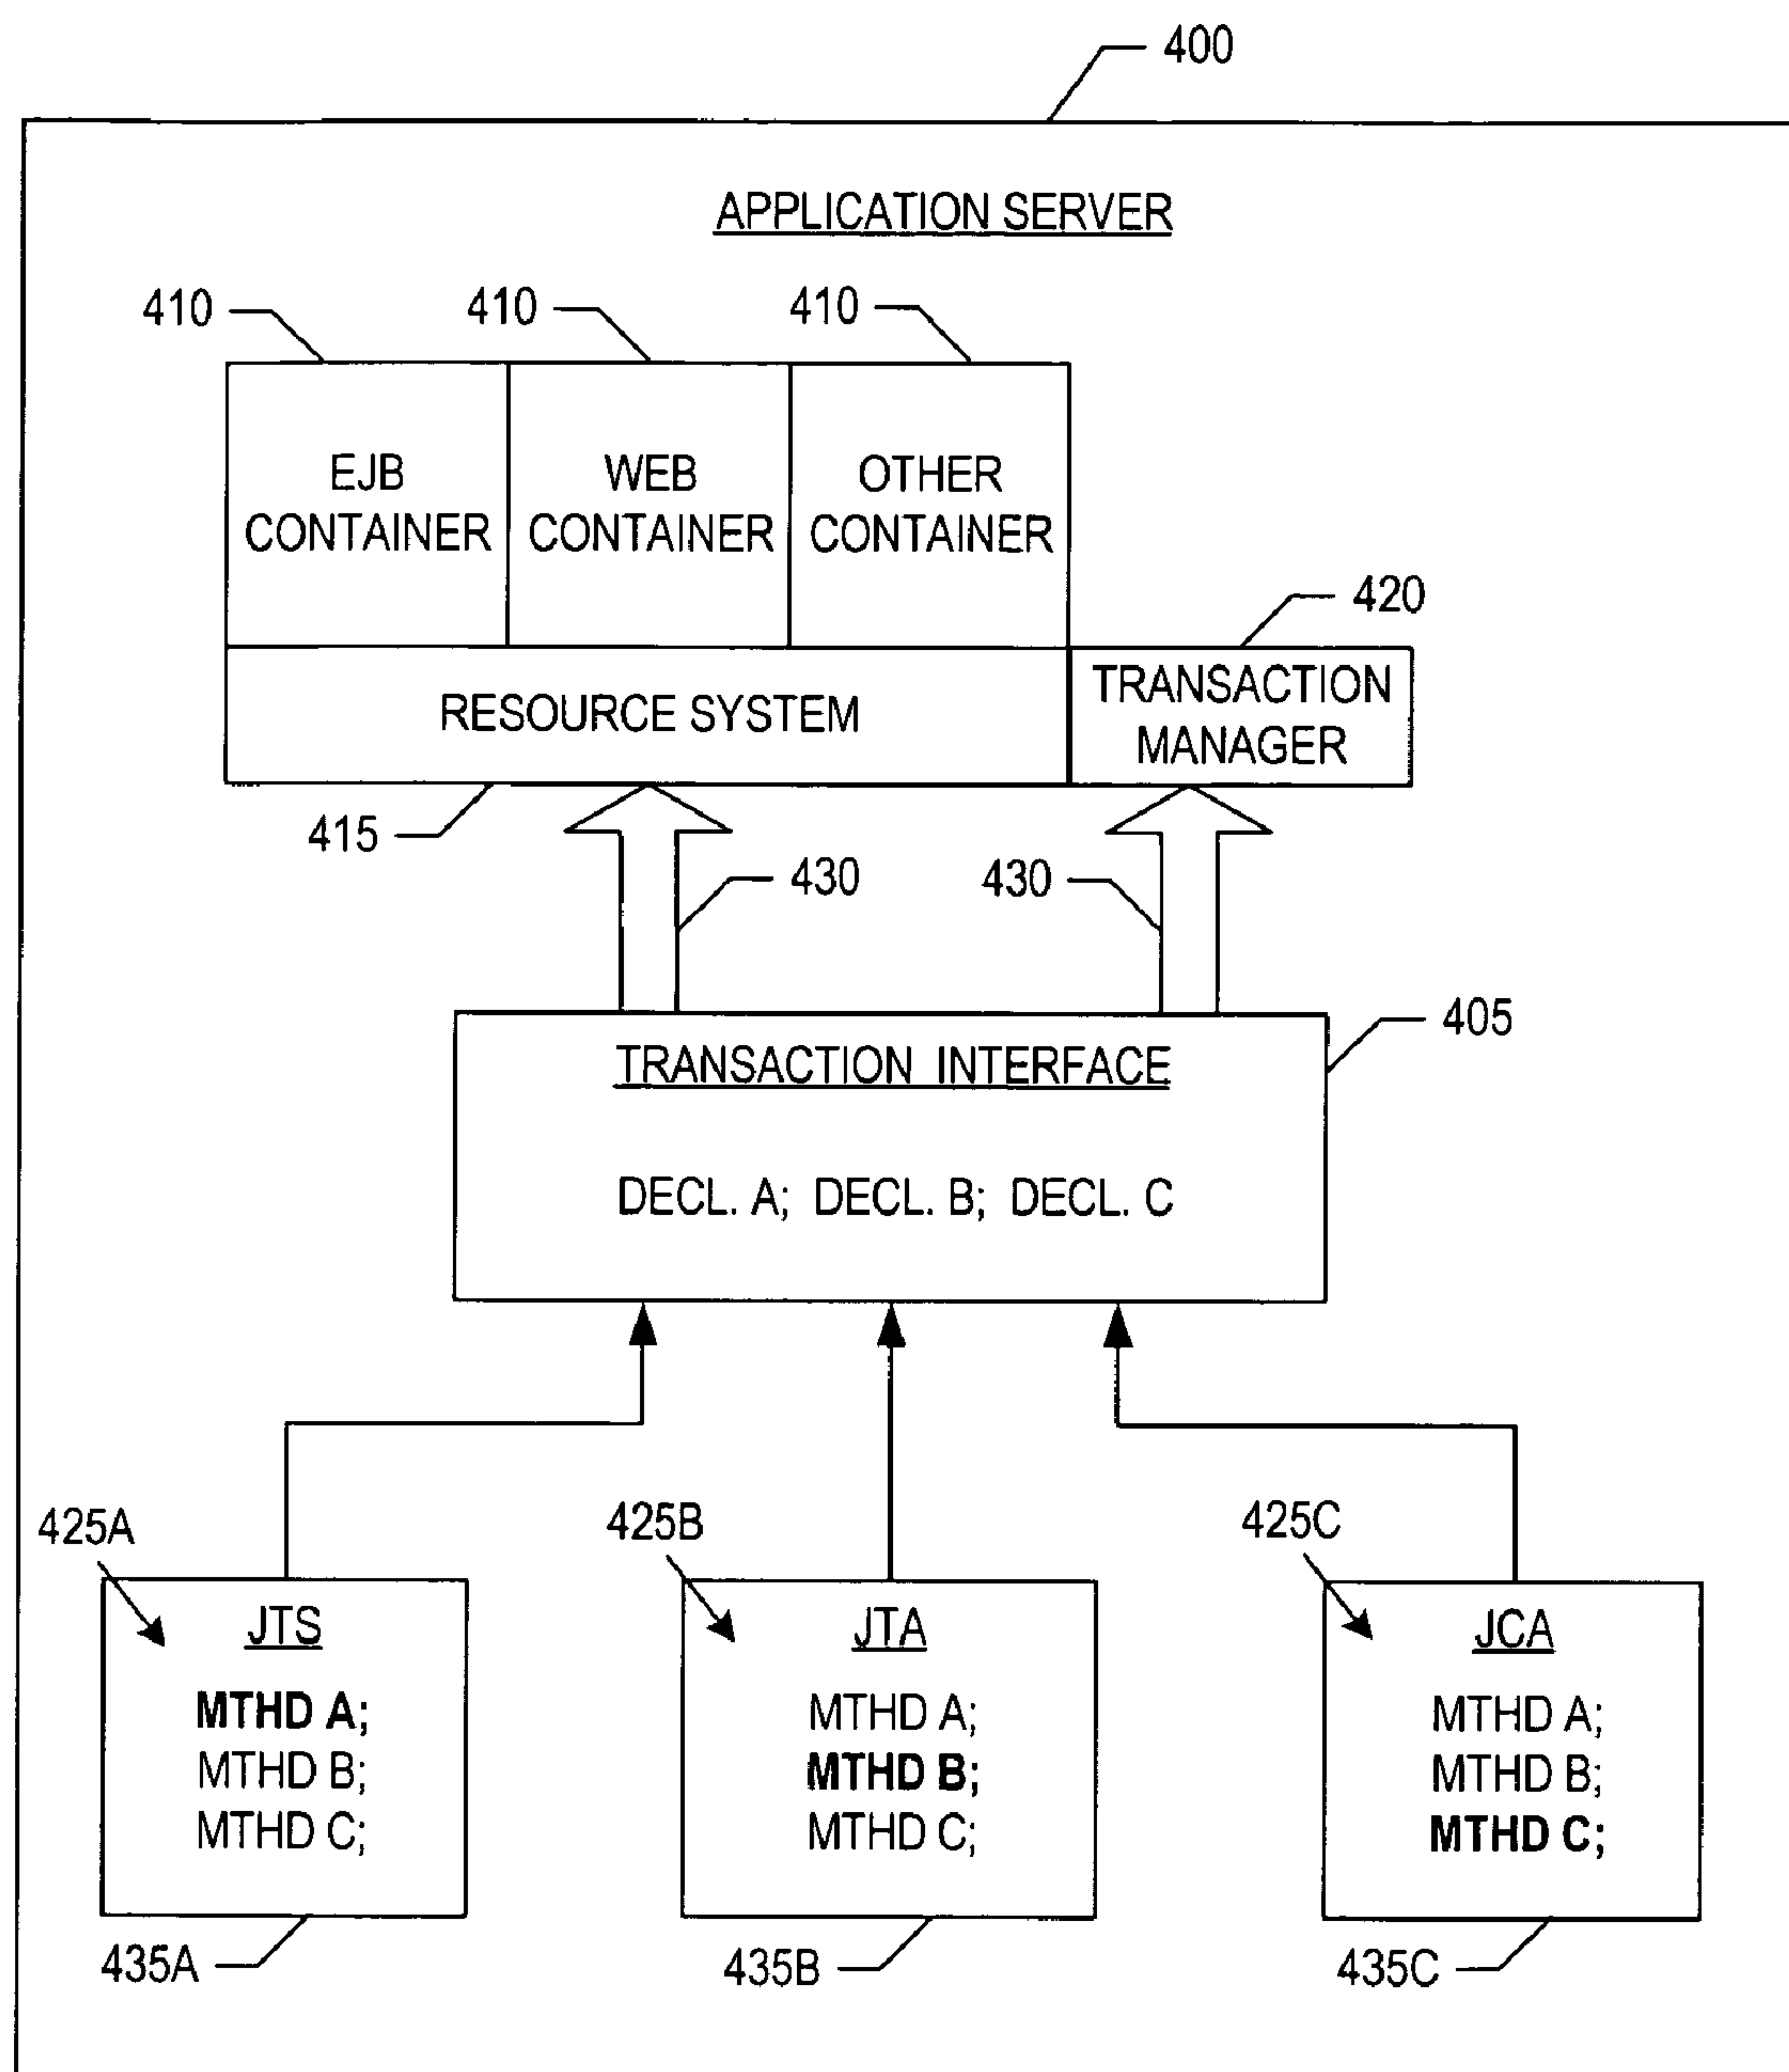 400
APPLICATION SERVER
410
410
410
EJB
CONTAINER
WEB
CONTAINER
OTHER
CONTAINER
420
RESOURCE SYSTEM
TRANSACTION
MANAGER
415
430
430
405
TRANSACTION INTERFACE
DECL. A; DECL. B; DECL. C
425A
JTS
MTHD A;
MTHD B;
MTHD C;
435A
425B
JTA
MTHD A;
MTHD B;
MTHD C;
435B
425C
JCA
MTHD A;
MTHD B;
MTHD C;
435C